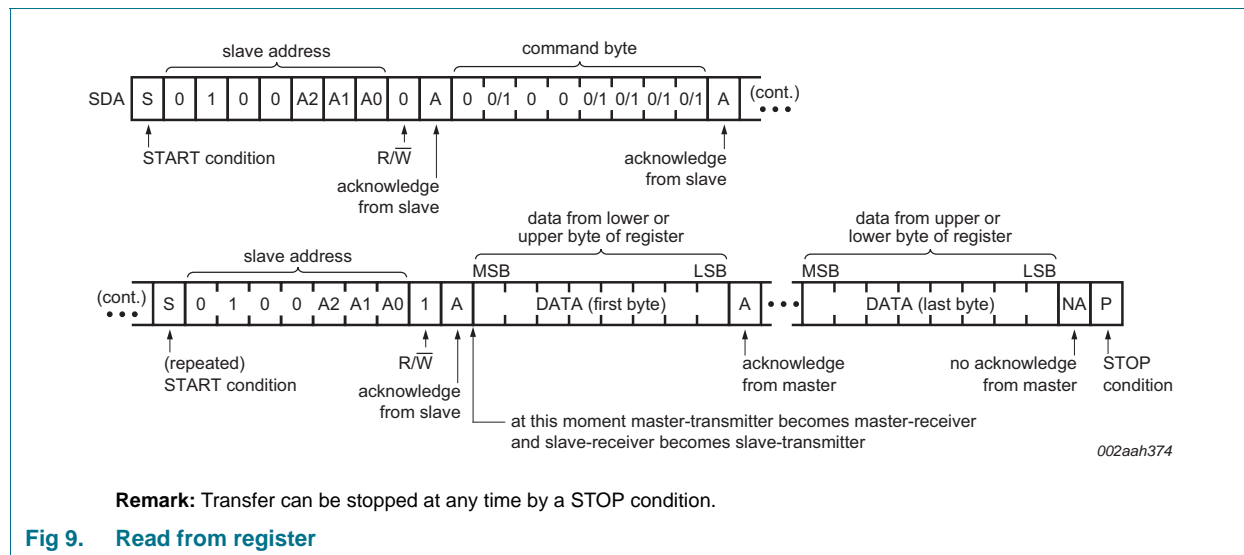 slave address command byte
SDA S 0 1 0 0 A2 A1 A0 0 A 0 0/1 0 0 0/1 0/1 0/1 0/1 A (cont.)
START condition R/W̅ acknowledge from slave acknowledge from slave
data from lower or upper byte of register data from upper or lower byte of register
slave address MSB LSB MSB LSB
(cont.) S 0 1 0 0 A2 A1 A0 1 A DATA (first byte) A DATA (last byte) NA P
(repeated) START condition R/W̅ acknowledge from slave acknowledge from master no acknowledge from master STOP condition
at this moment master-transmitter becomes master-receiver
and slave-receiver becomes slave-transmitter
002aah374
Remark: Transfer can be stopped at any time by a STOP condition.
Fig 9. Read from register